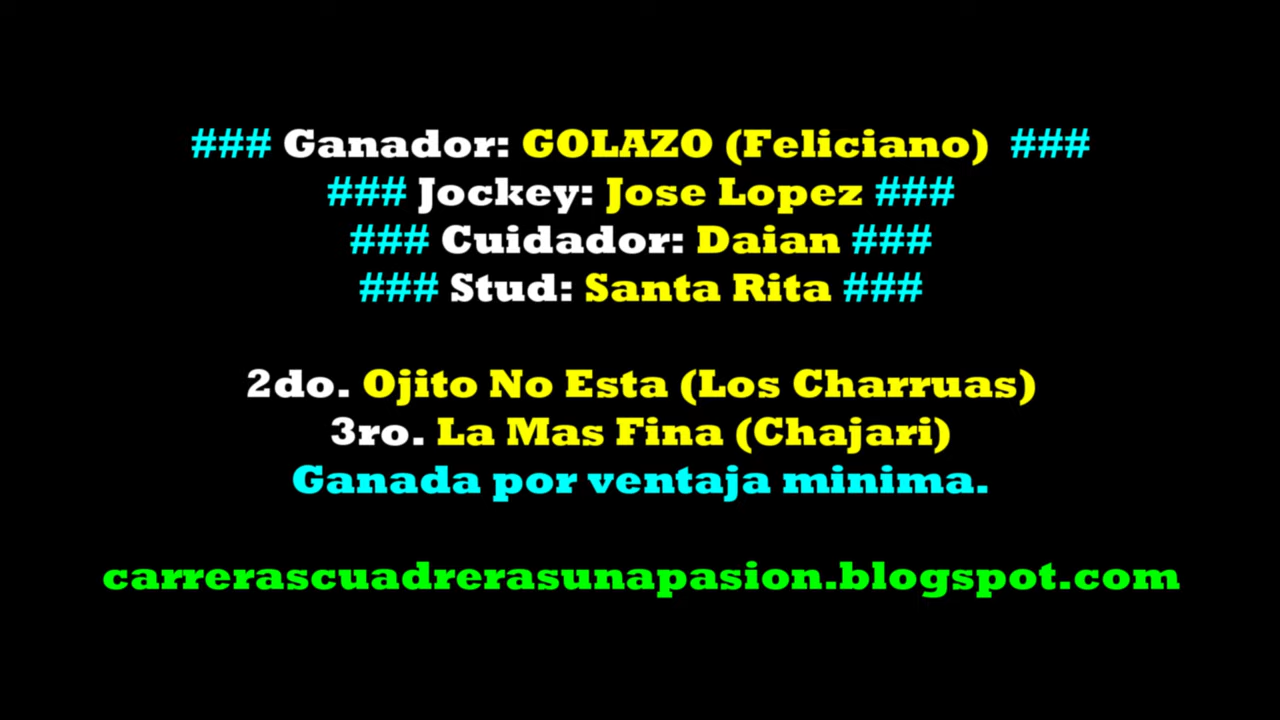 ### Ganador: GOLAZO (Feliciano) ###
### Jockey: Jose Lopez ###
### Cuidador: Daian ###
### Stud: Santa Rita ###
2do. Ojito No Esta (Los Charruas)
3ro. La Mas Fina (Chajari)
Ganada por ventaja minima.
carrerascuadrerasunapasion.blogspot.com